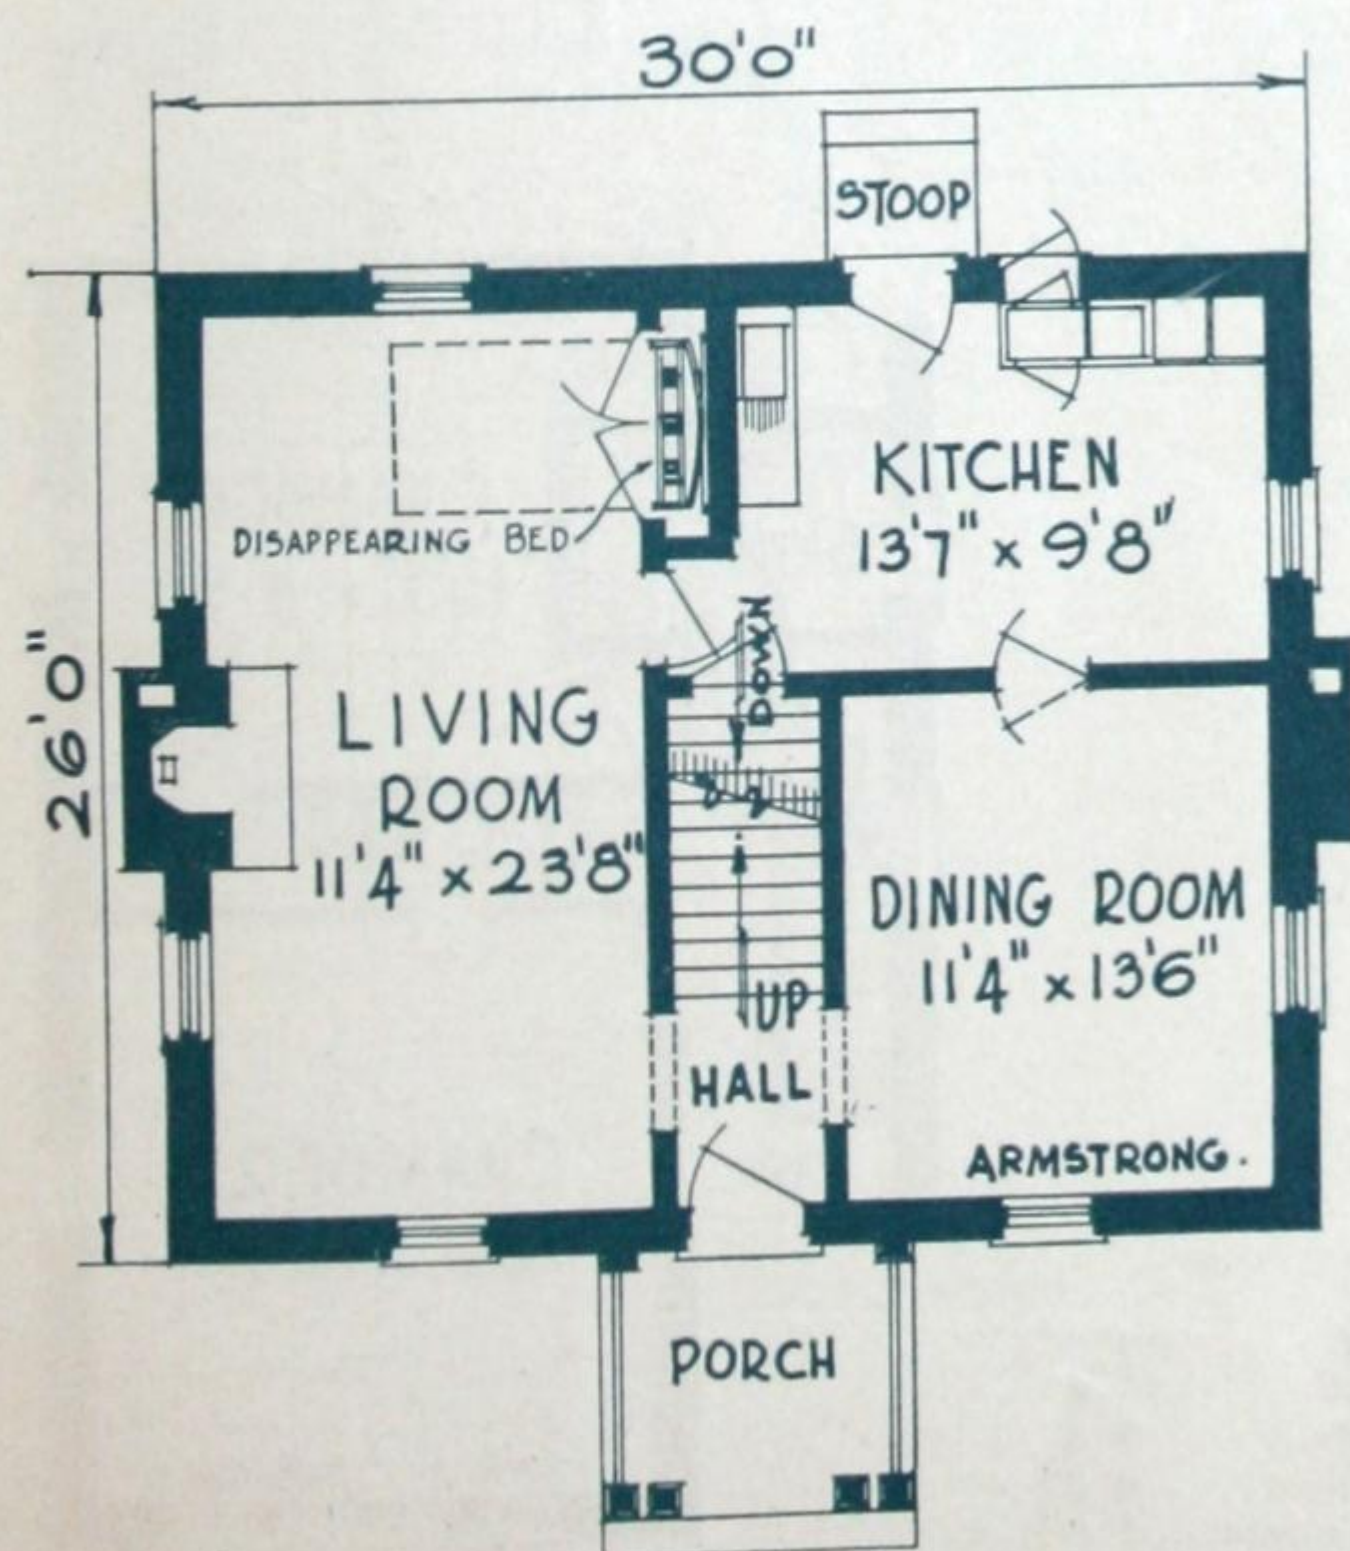 30'0"
STOOP
KITCHEN
13'7" x 9'8"
DISAPPEARING BED
DOWN
26'0"
LIVING
ROOM
11'4" x 23'8"
DINING ROOM
11'4" x 13'6"
UP
HALL
ARMSTRONG.
PORCH